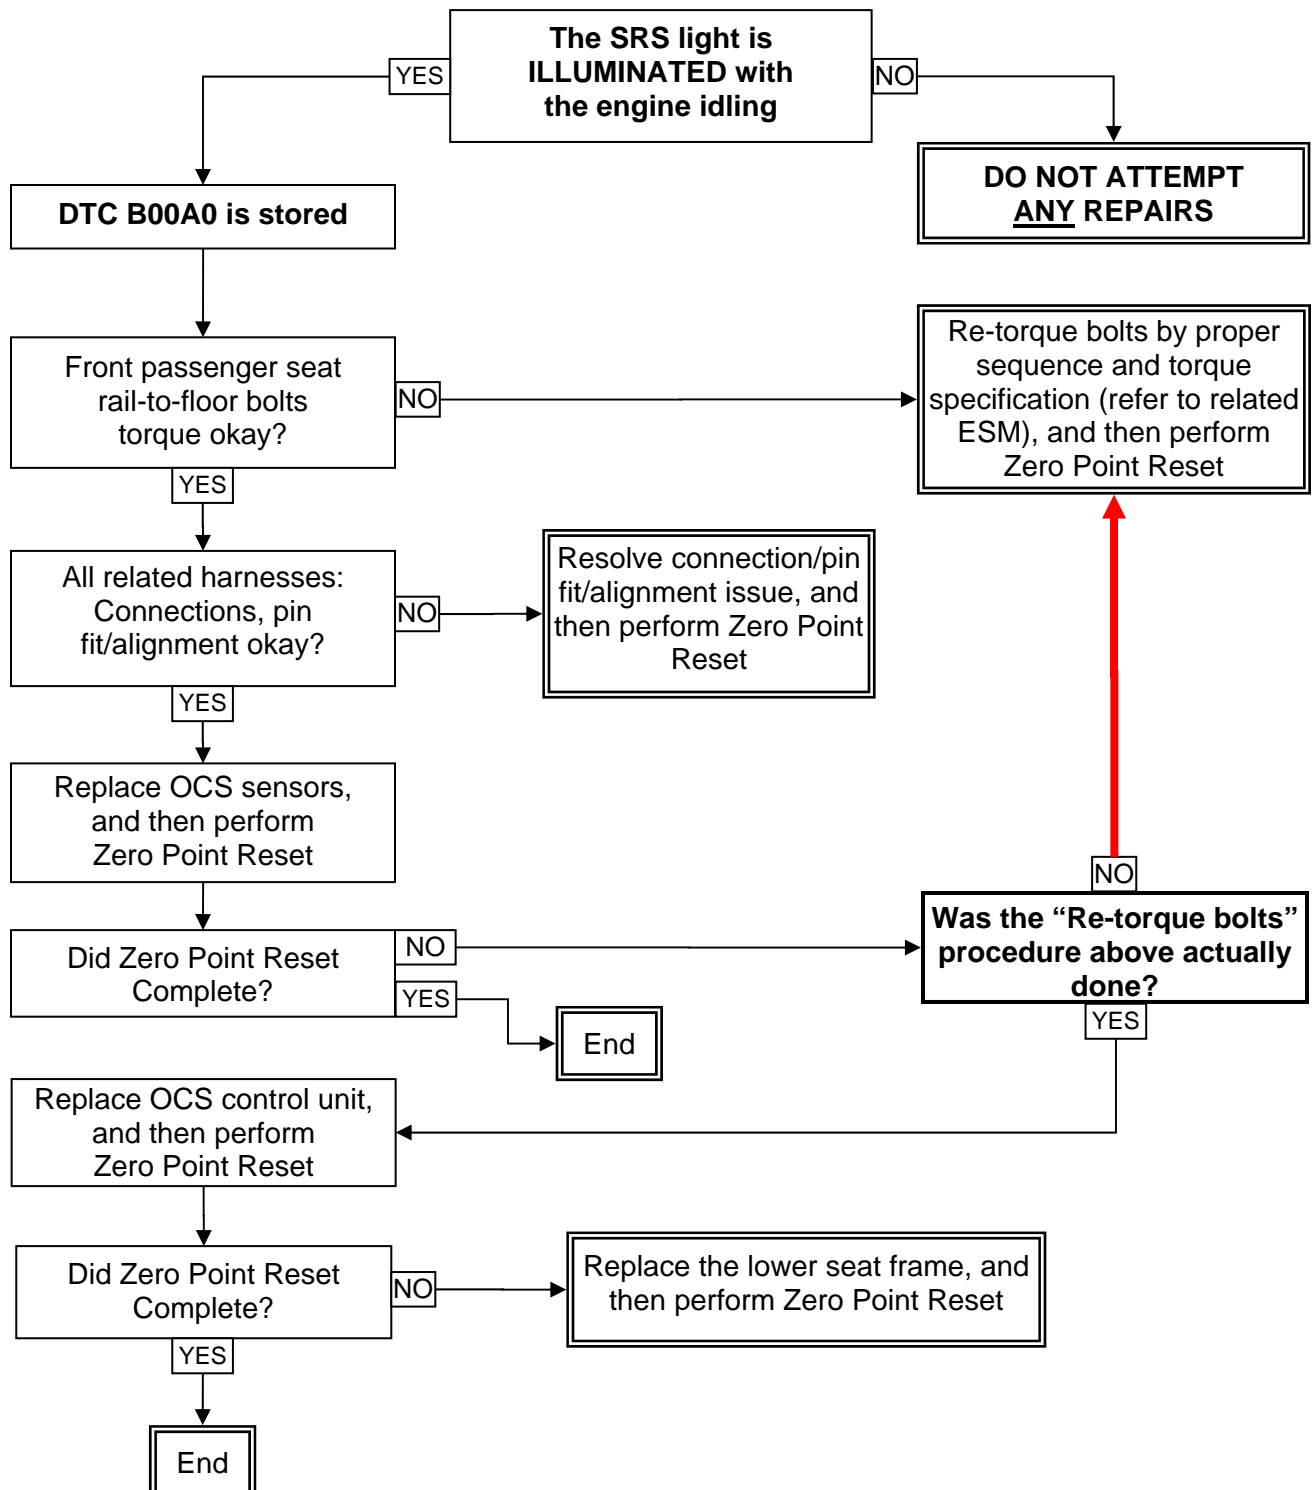 The SRS light is
ILLUMINATED with
the engine idling
YES
NO
DTC B00A0 is stored
DO NOT ATTEMPT
ANY REPAIRS
Front passenger seat
rail-to-floor bolts
torque okay?
NO
YES
Re-torque bolts by proper
sequence and torque
specification (refer to related
ESM), and then perform
Zero Point Reset
All related harnesses:
Connections, pin
fit/alignment okay?
NO
YES
Resolve connection/pin
fit/alignment issue, and
then perform Zero Point
Reset
Replace OCS sensors,
and then perform
Zero Point Reset
Did Zero Point Reset
Complete?
NO
YES
End
NO
Was the “Re-torque bolts”
procedure above actually
done?
YES
Replace OCS control unit,
and then perform
Zero Point Reset
Did Zero Point Reset
Complete?
NO
YES
Replace the lower seat frame, and
then perform Zero Point Reset
End